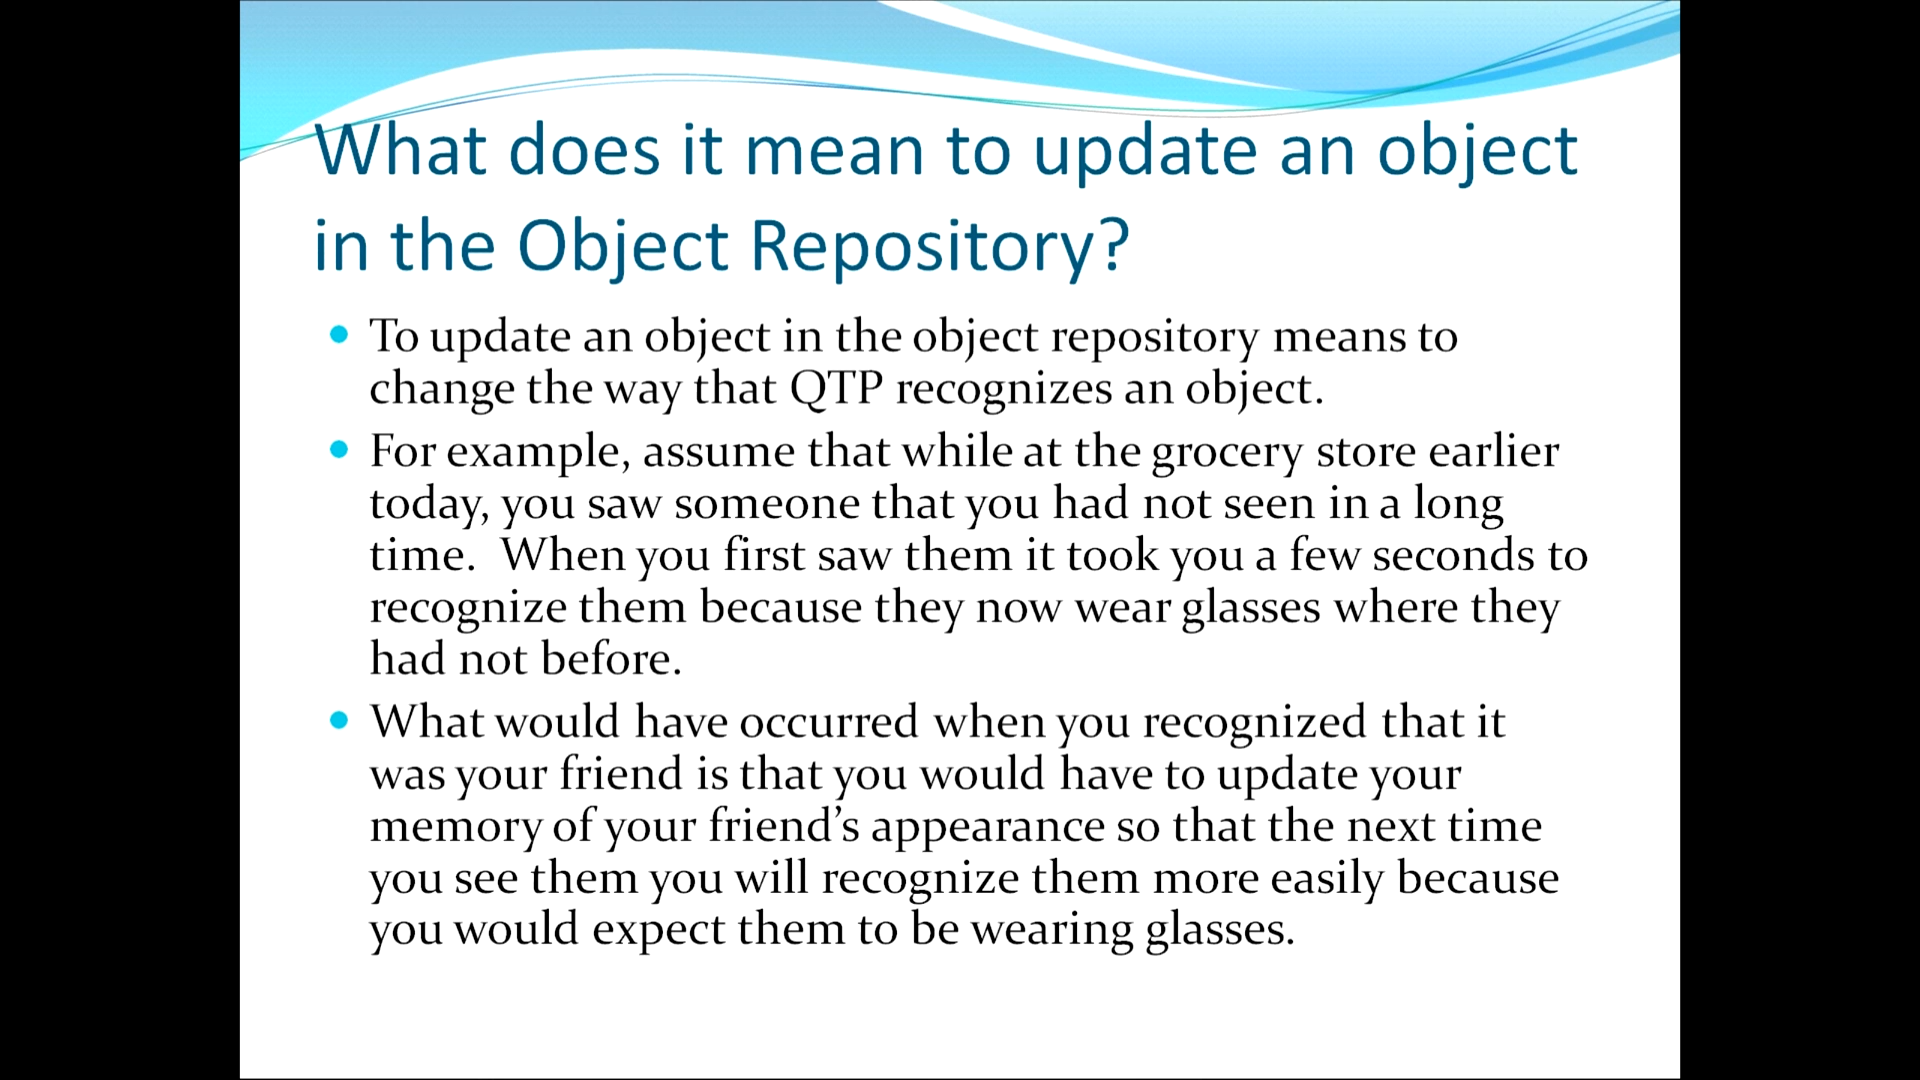 What does it mean to update an object
in the Object Repository?
• To update an object in the object repository means to
change the way that QTP recognizes an object.
• For example, assume that while at the grocery store earlier
today, you saw someone that you had not seen in a long
time.  When you first saw them it took you a few seconds to
recognize them because they now wear glasses where they
had not before.
• What would have occurred when you recognized that it
was your friend is that you would have to update your
memory of your friend’s appearance so that the next time
you see them you will recognize them more easily because
you would expect them to be wearing glasses.